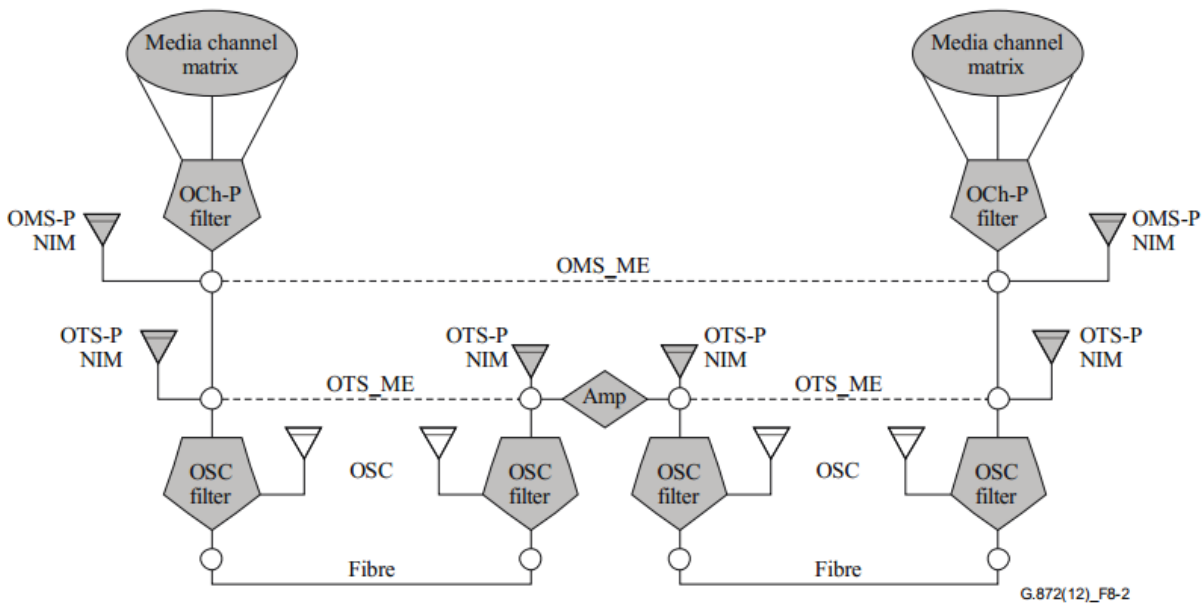 Media channel
matrix
Media channel
matrix
OCh-P
filter
OCh-P
filter
OMS-P
NIM
OMS-P
NIM
OMS_ME
OTS-P
NIM
OTS-P
NIM
OTS-P
NIM
OTS-P
NIM
OTS_ME
Amp
OTS_ME
OSC
filter
OSC
OSC
filter
OSC
filter
OSC
OSC
filter
Fibre
Fibre
G.872(12)_F8-2